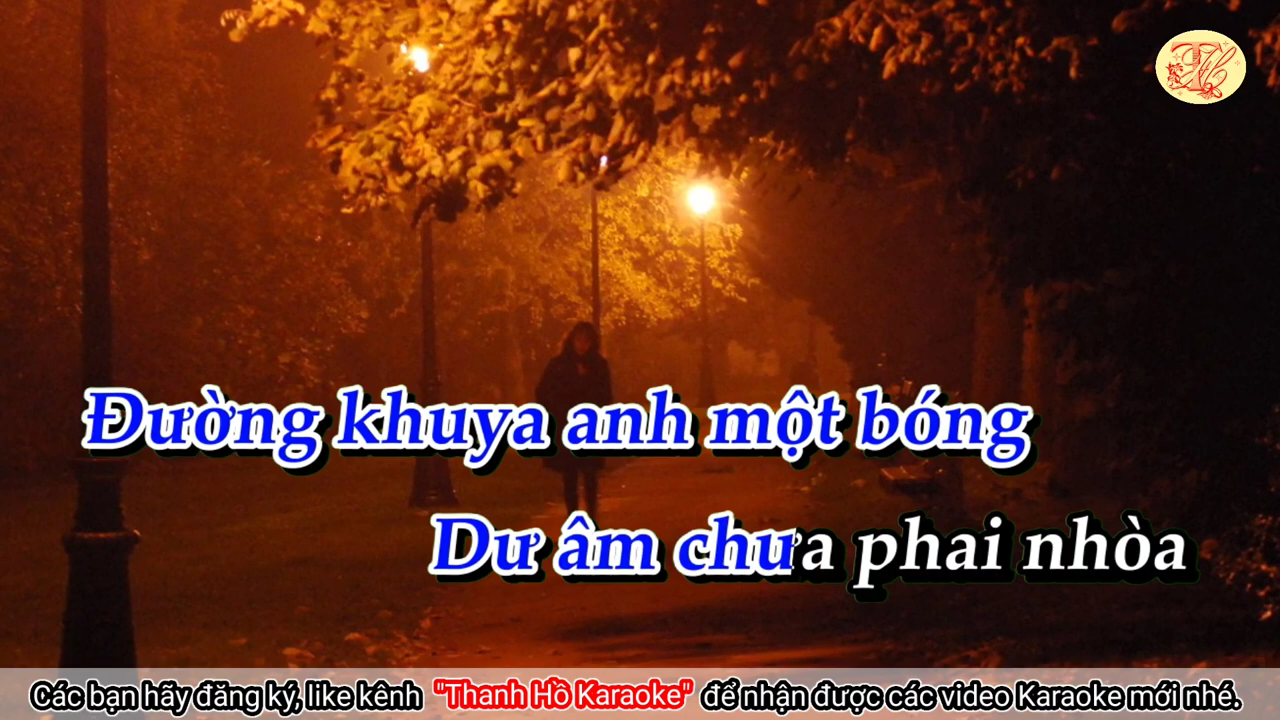 Đường khuya anh một bóng
Dư âm chưa phai nhòa
Các bạn hãy đăng ký, like kênh "Thanh Hồ Karaoke" để nhận được các video Karaoke mới nhé.